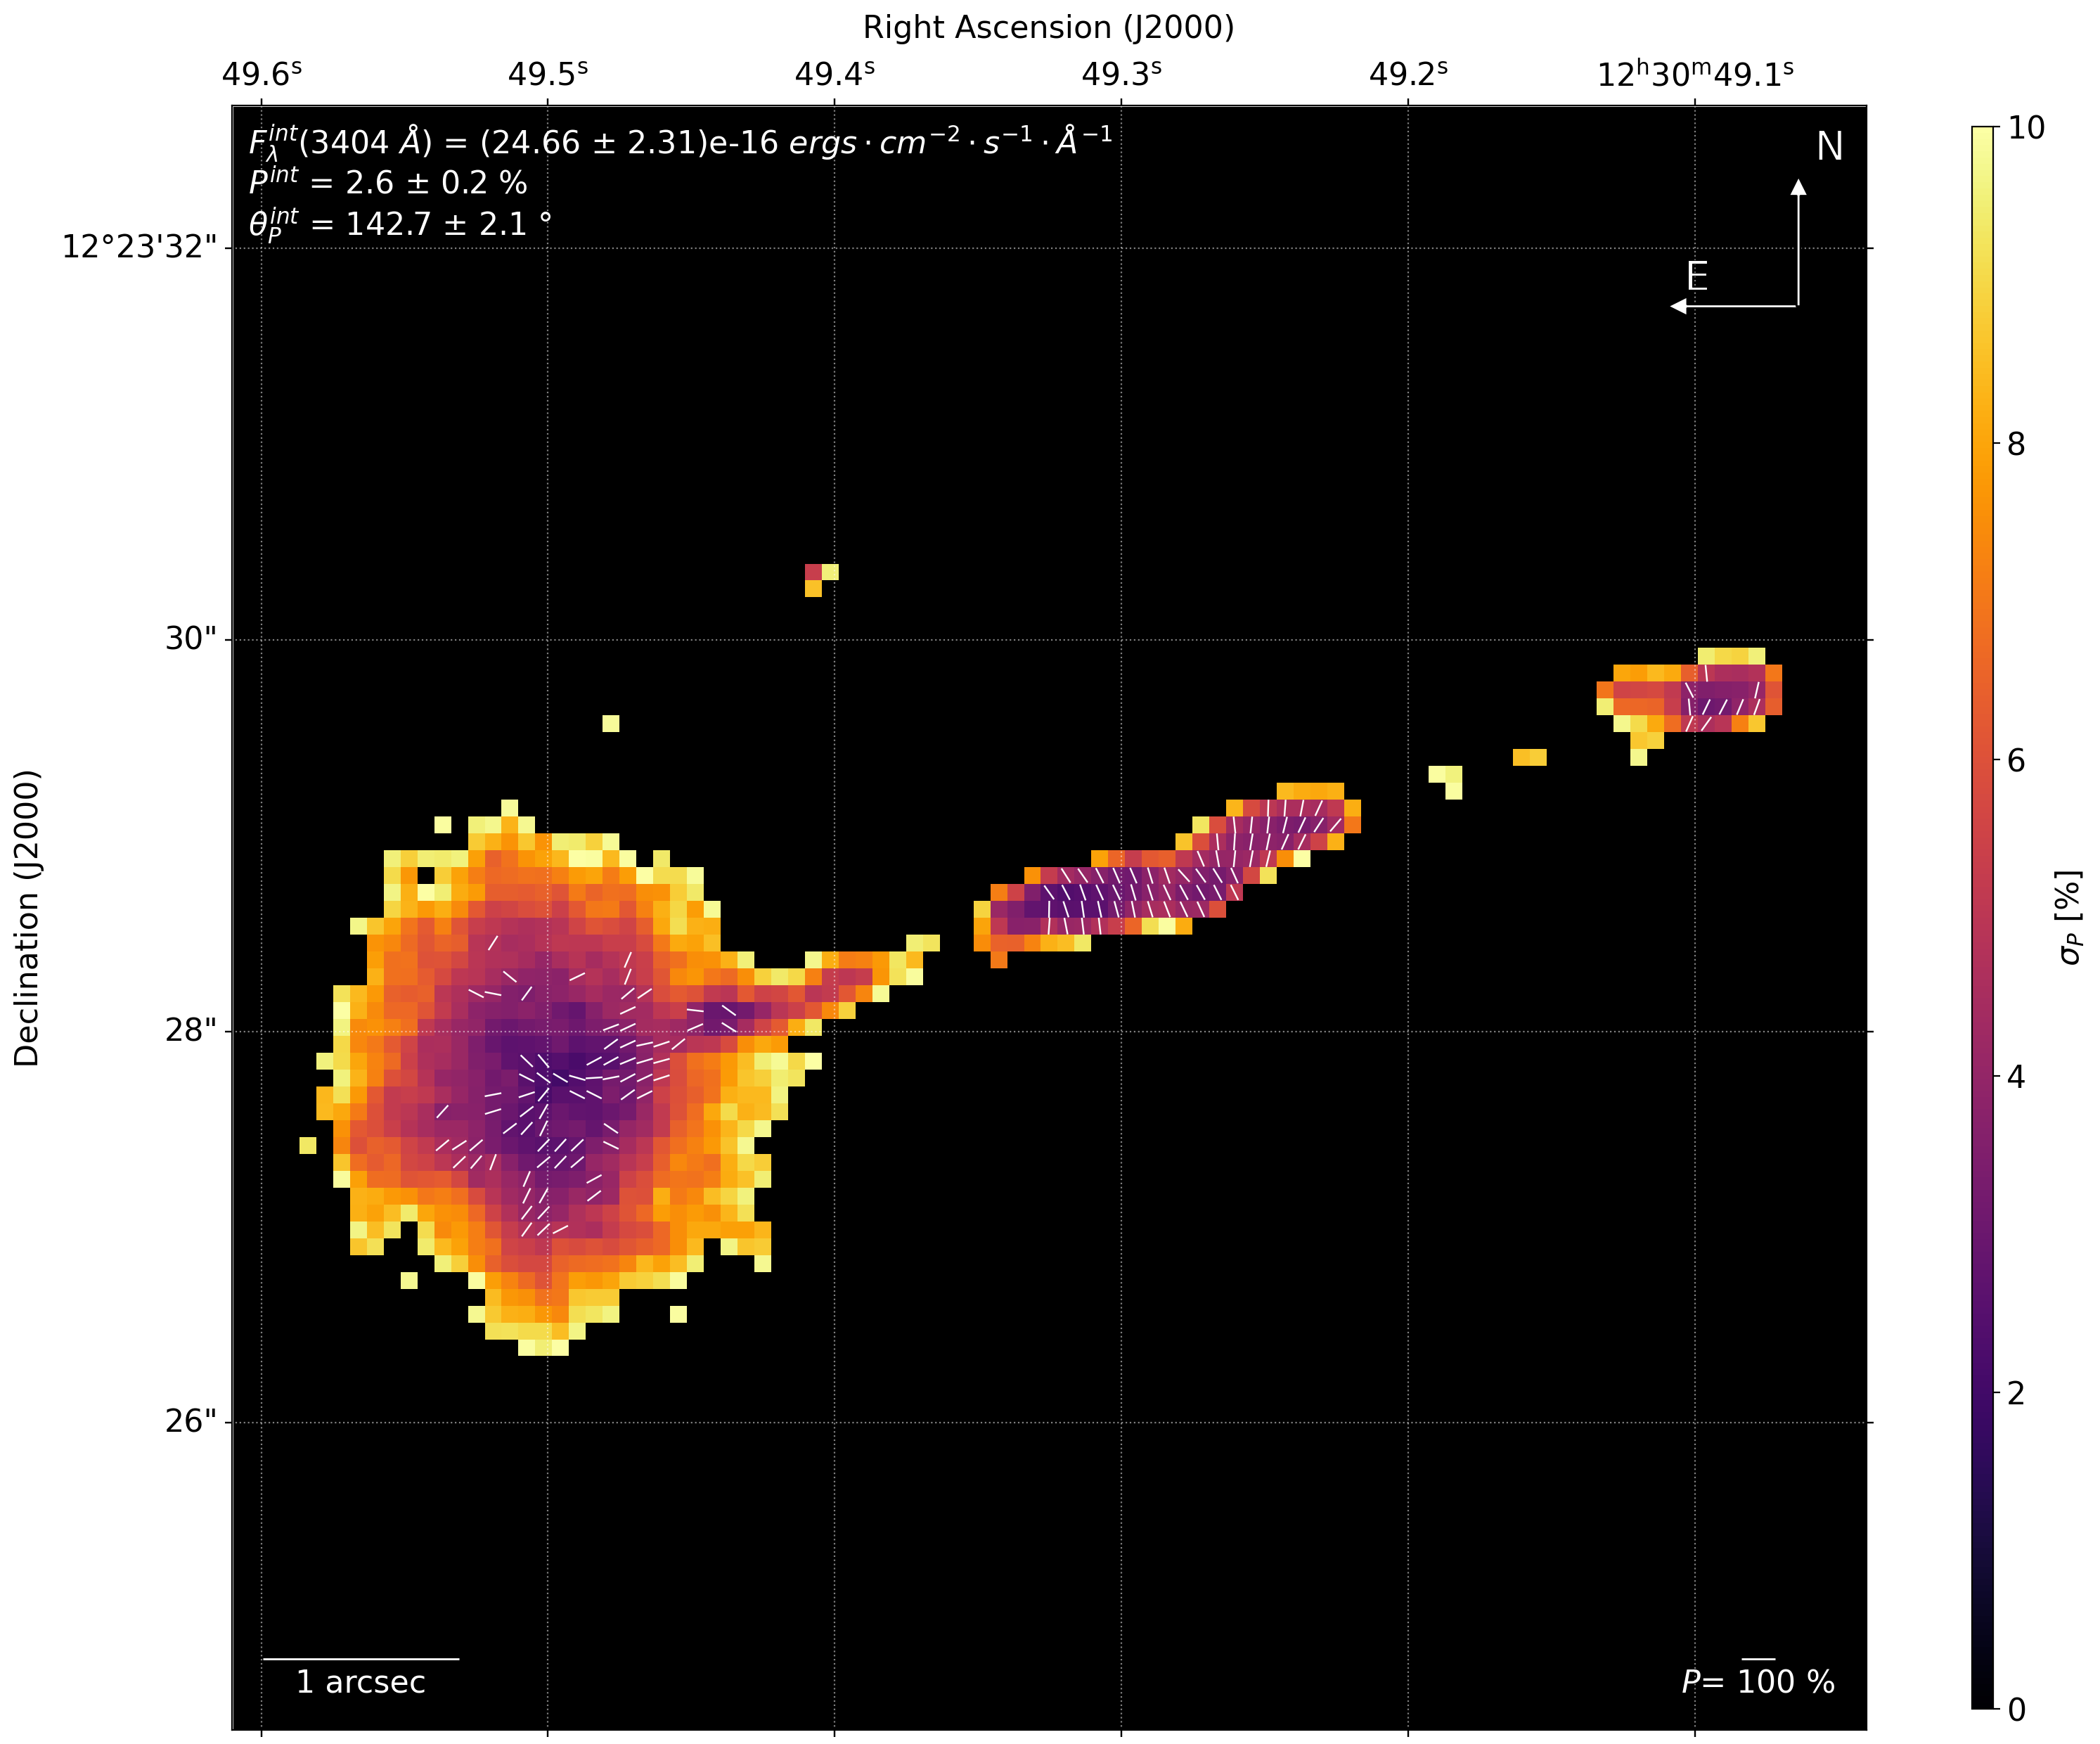 Right Ascension (J2000)
49.6ˢ 49.5ˢ 49.4ˢ 49.3ˢ 49.2ˢ 12ʰ30ᵐ49.1ˢ
F_λ^int(3404 Å) = (24.66 ± 2.31)e-16 ergs · cm⁻² · s⁻¹ · Å⁻¹
P^int = 2.6 ± 0.2 %
θ_P^int = 142.7 ± 2.1 °
N
E
12°23'32"
30"
28"
26"
Declination (J2000)
1 arcsec
P= 100 %
10
8
6
4
2
0
σ_P [%]